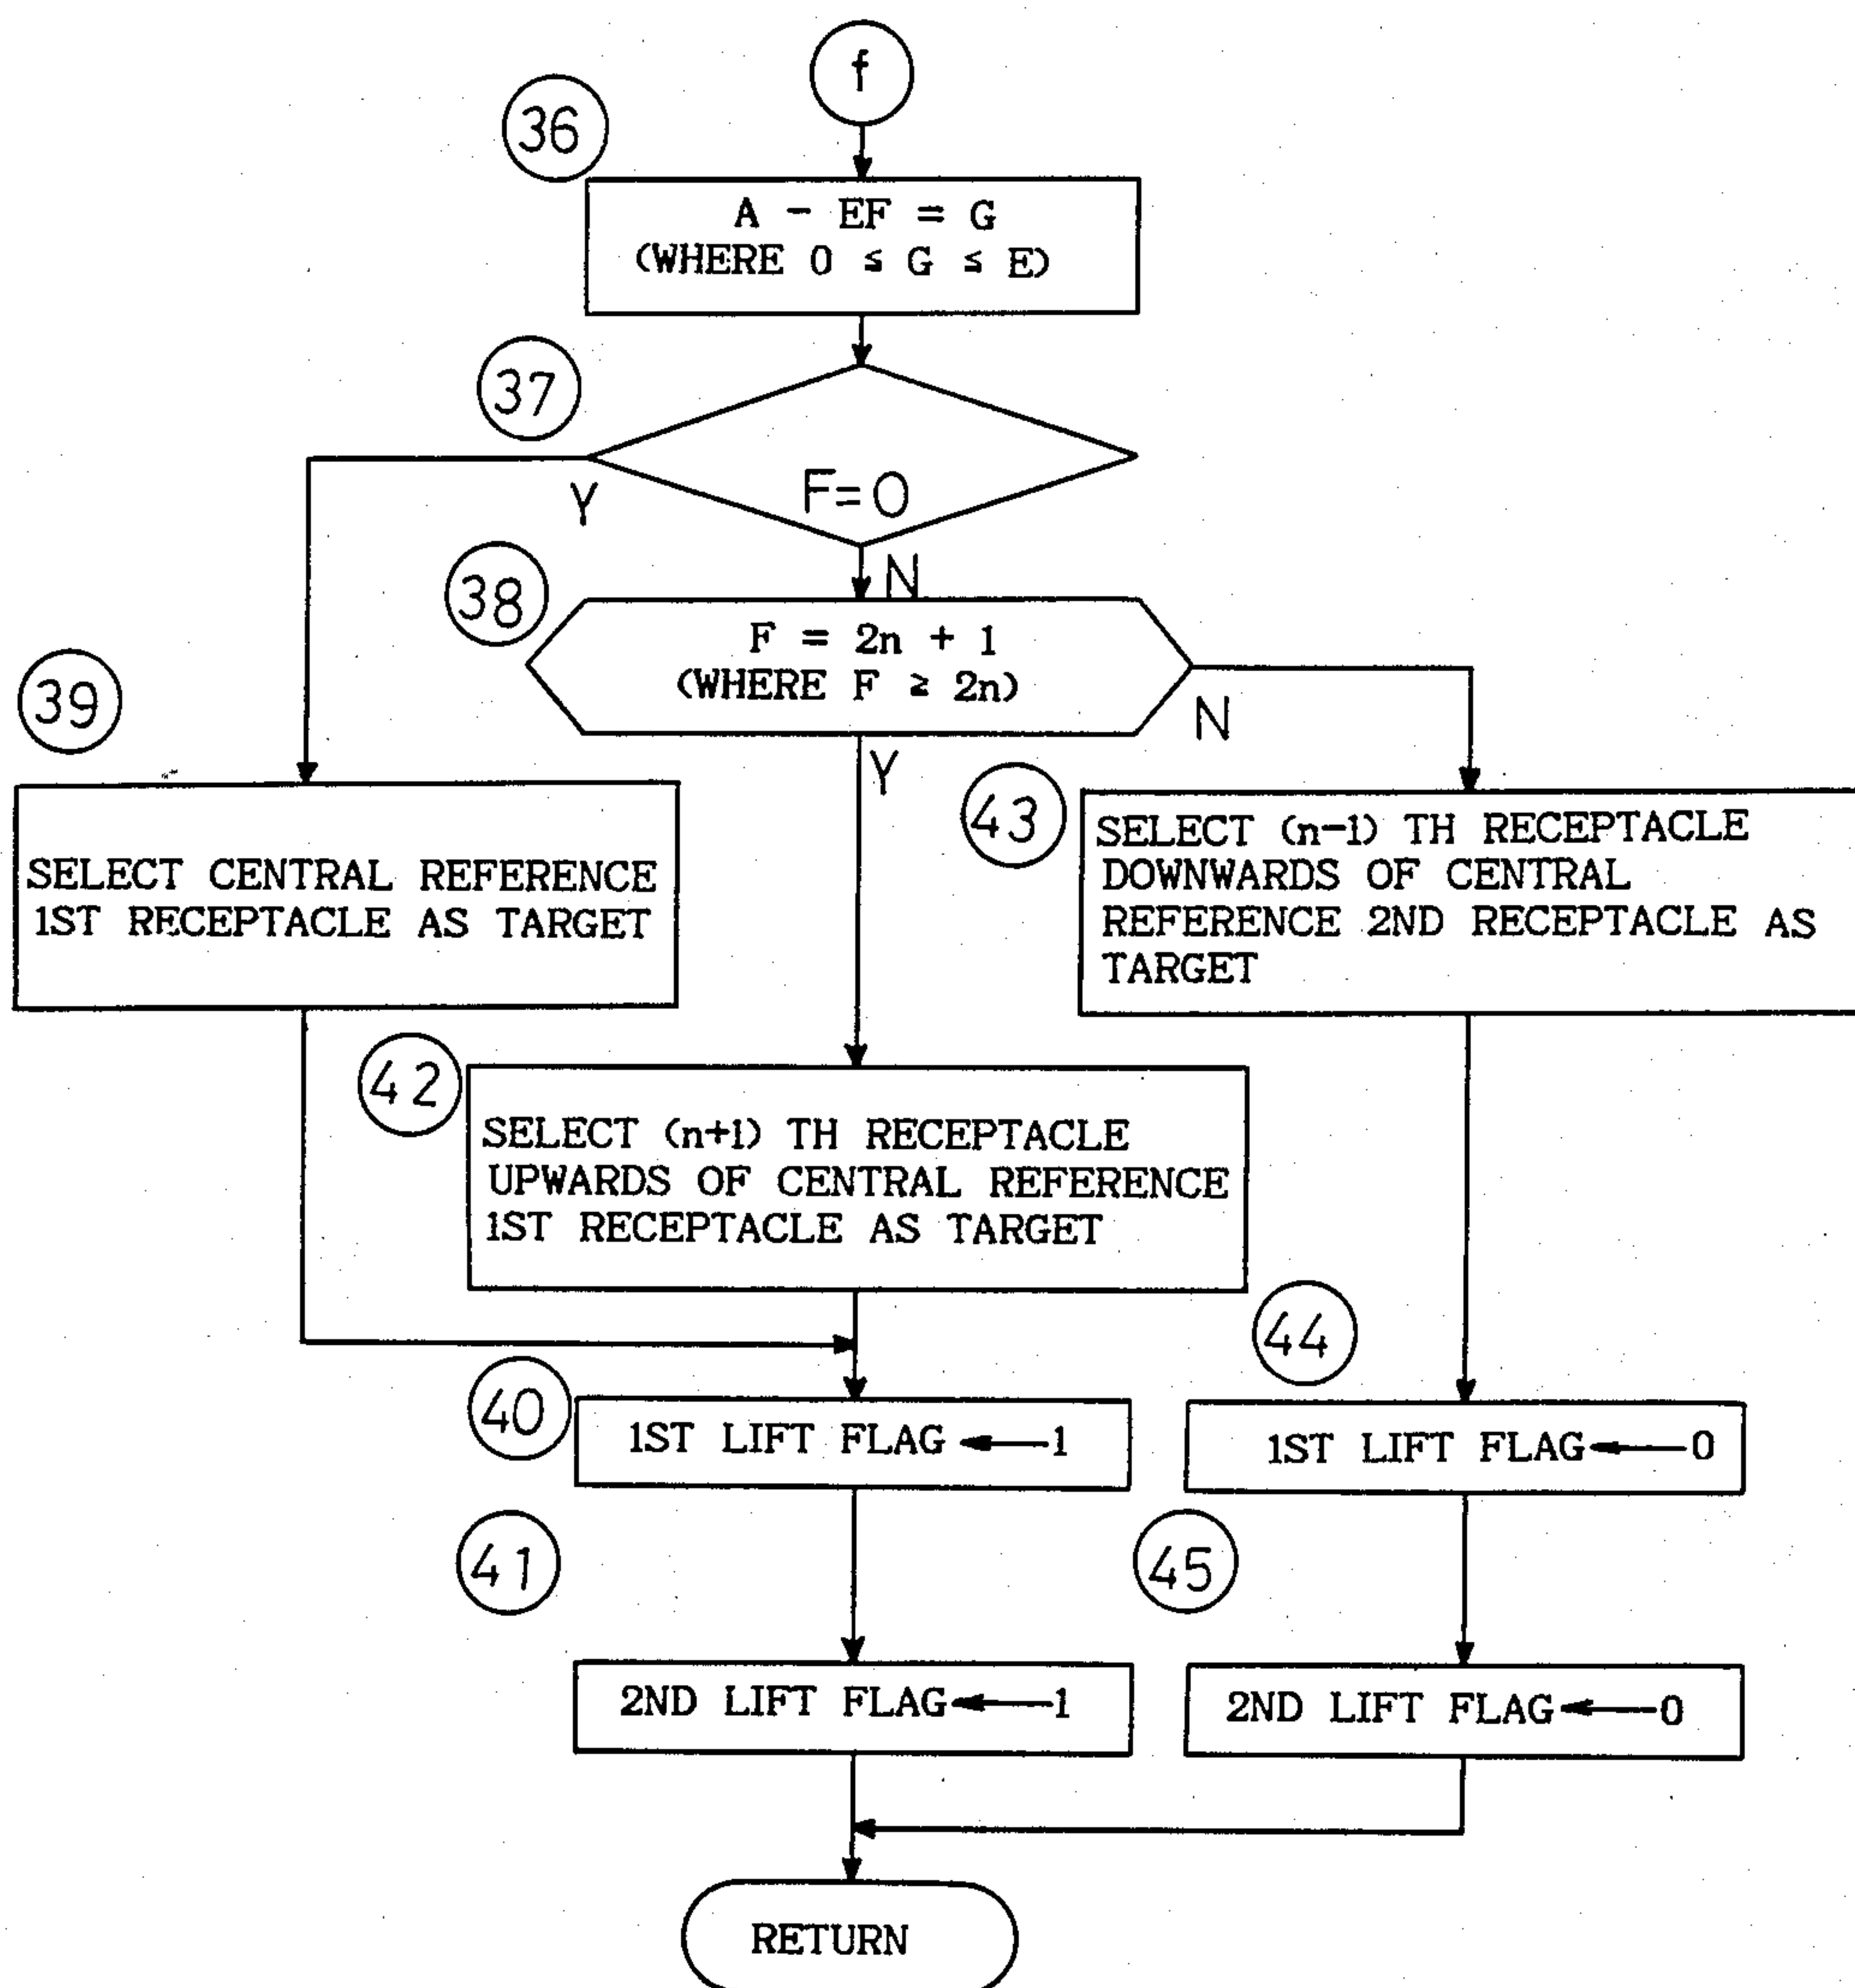 f
36
A - EF = G
(WHERE 0 ≤ G ≤ E)
37
F=0
Y
N
38
F = 2n + 1
(WHERE F ≥ 2n)
N
Y
39
SELECT CENTRAL REFERENCE
1ST RECEPTACLE AS TARGET
43
SELECT (n-1) TH RECEPTACLE
DOWNWARDS OF CENTRAL
REFERENCE 2ND RECEPTACLE AS
TARGET
42
SELECT (n+1) TH RECEPTACLE
UPWARDS OF CENTRAL REFERENCE
1ST RECEPTACLE AS TARGET
40
1ST LIFT FLAG ← 1
44
1ST LIFT FLAG ← 0
41
2ND LIFT FLAG ← 1
45
2ND LIFT FLAG ← 0
RETURN